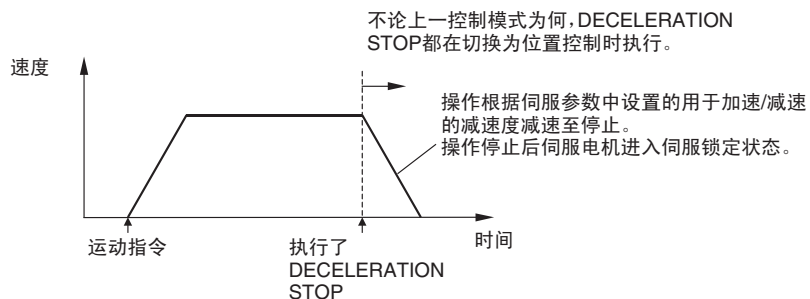 不论上一控制模式为何,DECELERATION
STOP都在切换为位置控制时执行。
速度
操作根据伺服参数中设置的用于加速/减速
的减速度减速至停止。
操作停止后伺服电机进入伺服锁定状态。
运动指令
执行了
DECELERATION
STOP
时间